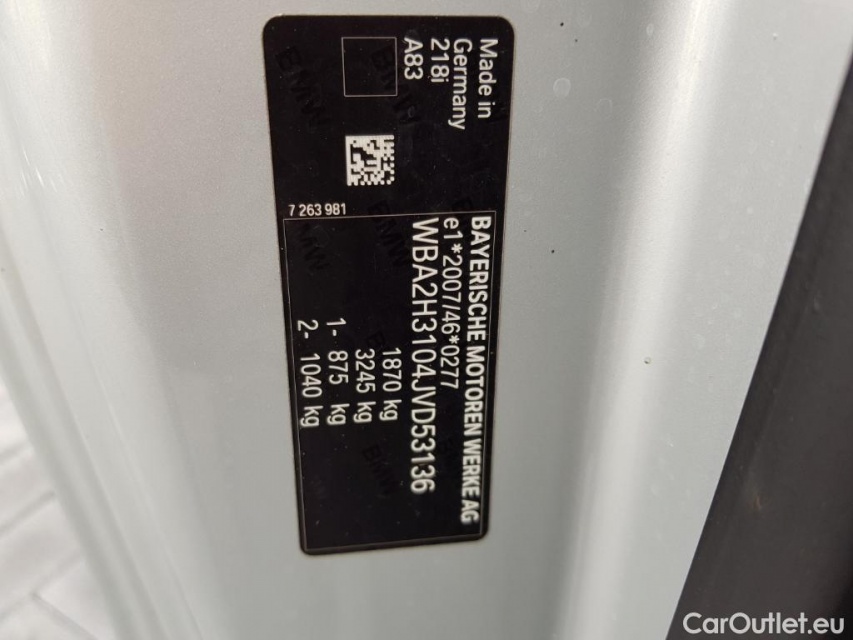 BAYERISCHE MOTOREN WERKE AG
e1*2007/46*0277
WBA2H3104JVD53136
1870 kg
3245 kg
1- 875 kg
2- 1040 kg
Made in
Germany
218i
A83
7 263 981
CarOutlet.eu